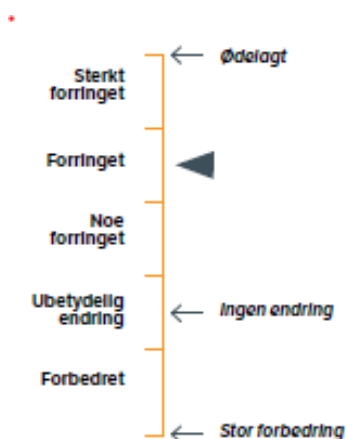 Ødelagt
Sterkt
forringet
Forringet
Noe
forringet
Ubetydelig
endring
Ingen endring
Forbedret
Stor forbedring